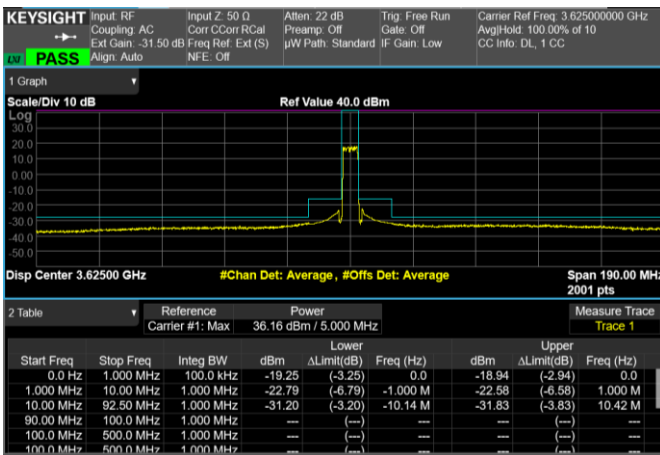 KEYSIGHT Input: RF Input Z: 50 Ω Atten: 22 dB Trig: Free Run Carrier Ref Freq: 3.625000000 GHz
Coupling: AC Corr CCorr RCal Preamp: Off Gate: Off Avg|Hold: 100.00% of 10
Ext Gain: -31.50 dB Freq Ref: Ext (S) µW Path: Standard IF Gain: Low CC Info: DL, 1 CC
LXI PASS Align: Auto NFE: Off
1 Graph
Scale/Div 10 dB Ref Value 40.0 dBm
Log
30.0
20.0
10.0
0.00
-10.0
-20.0
-30.0
-40.0
-50.0
Disp Center 3.62500 GHz #Chan Det: Average, #Offs Det: Average Span 190.00 MHz
2001 pts
2 Table Reference Power Measure Trace
Carrier #1: Max 36.16 dBm / 5.000 MHz Trace 1
Lower Upper
Start Freq Stop Freq Integ BW dBm ΔLimit(dB) Freq (Hz) dBm ΔLimit(dB) Freq (Hz)
0.0 Hz 1.000 MHz 100.0 kHz -19.25 (-3.25) 0.0 -18.94 (-2.94) 0.0
1.000 MHz 10.00 MHz 1.000 MHz -22.79 (-6.79) -1.000 M -22.58 (-6.58) 1.000 M
10.00 MHz 92.50 MHz 1.000 MHz -31.20 (-3.20) -10.14 M -31.83 (-3.83) 10.42 M
90.00 MHz 100.0 MHz 1.000 MHz --- (---) --- --- (---) ---
100.0 MHz 500.0 MHz 1.000 MHz --- (---) --- --- (---) ---
100.0 MHz 500.0 MHz 1.000 MHz --- (---) --- --- (---) ---